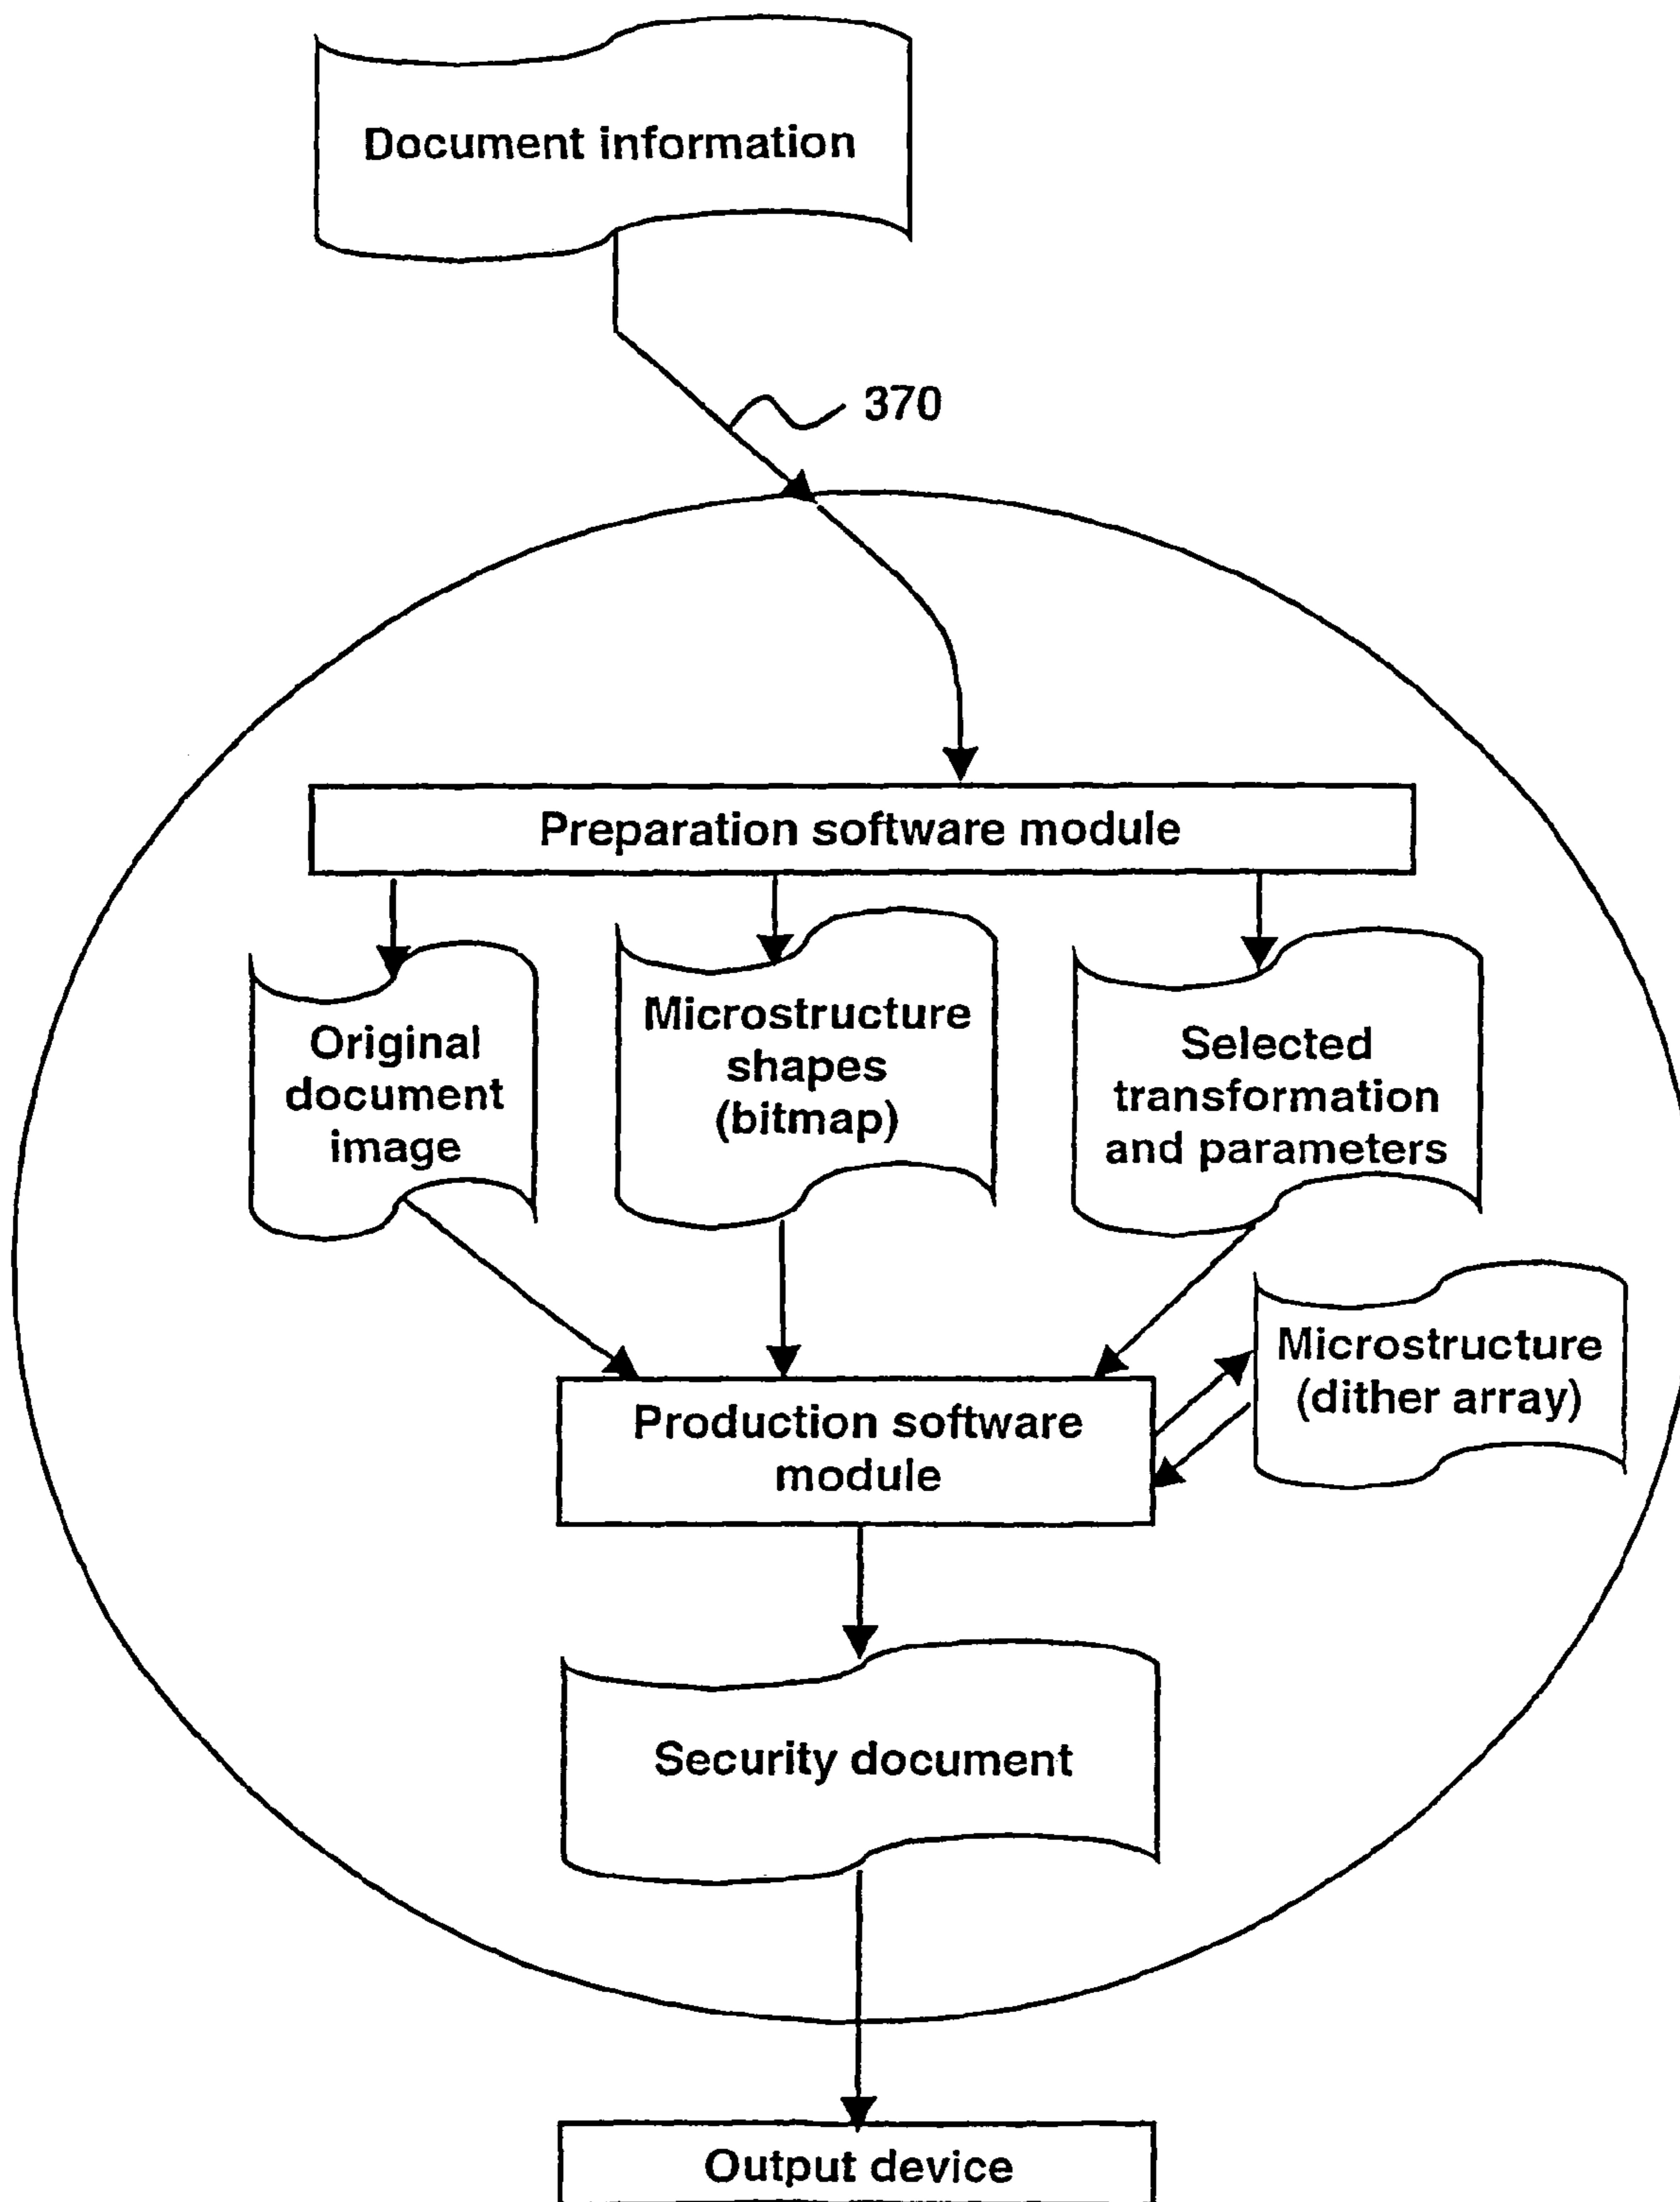 Document information
370
Preparation software module
Original
document
image
Microstructure
shapes
(bitmap)
Selected
transformation
and parameters
Microstructure
(dither array)
Production software
module
Security document
Output device